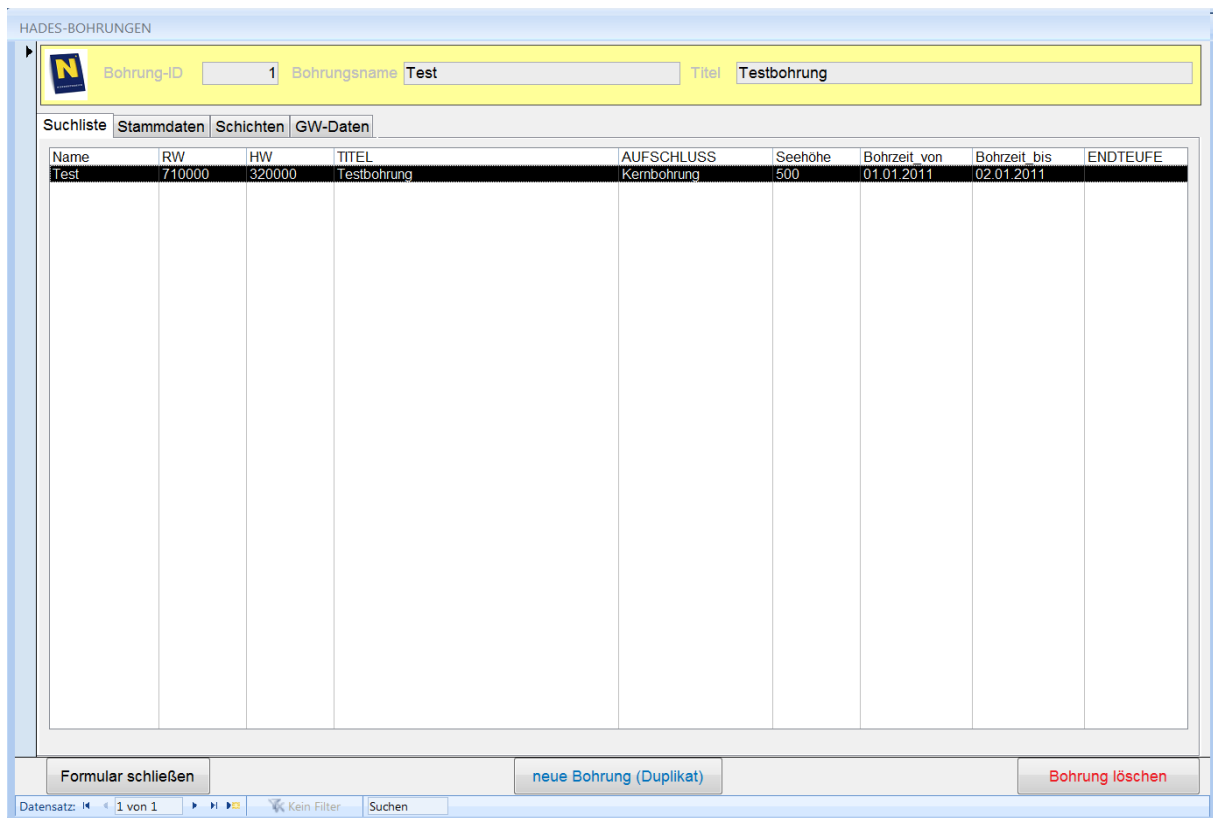 HADES-BOHRUNGEN
N
Bohrung-ID 1 Bohrungsname Test Titel Testbohrung
Suchliste Stammdaten Schichten GW-Daten
Name RW HW TITEL AUFSCHLUSS Seehöhe Bohrzeit_von Bohrzeit_bis ENDTEUFE
Test 710000 320000 Testbohrung Kernbohrung 500 01.01.2011 02.01.2011
Formular schließen neue Bohrung (Duplikat) Bohrung löschen
Datensatz: 1 von 1 Kein Filter Suchen